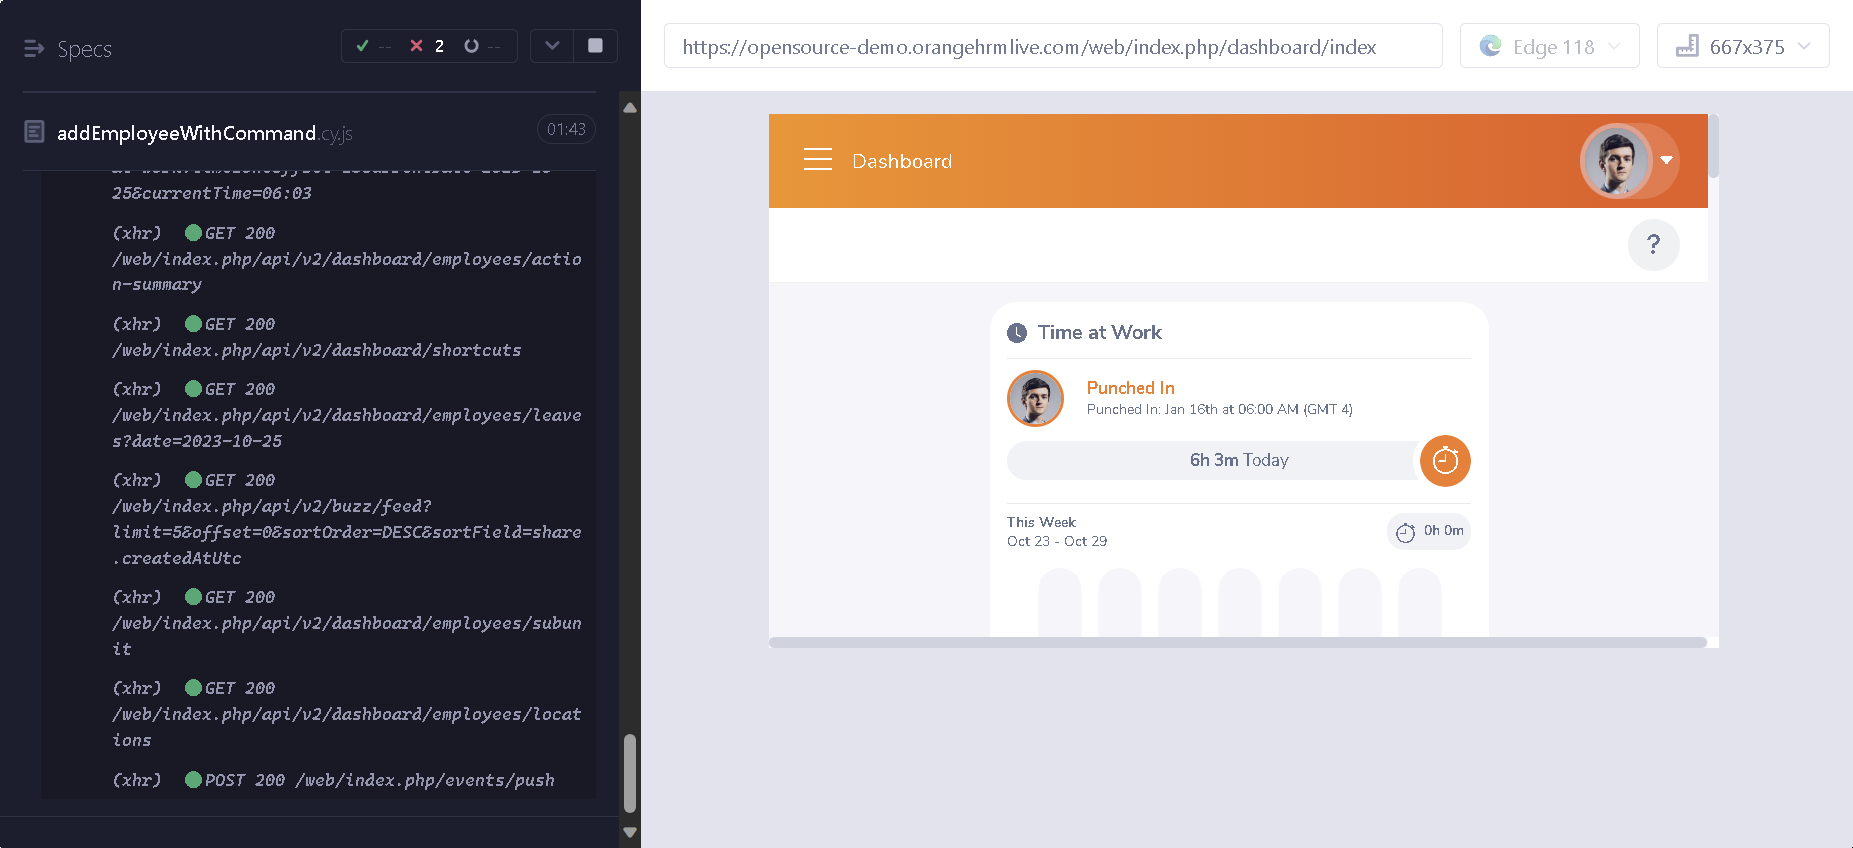 Specs
-- 2 --
addEmployeeWithCommand.cy.js
01:43
25&currentTime=06:03
(xhr) GET 200
/web/index.php/api/v2/dashboard/employees/actio
n-summary
(xhr) GET 200
/web/index.php/api/v2/dashboard/shortcuts
(xhr) GET 200
/web/index.php/api/v2/dashboard/employees/leave
s?date=2023-10-25
(xhr) GET 200
/web/index.php/api/v2/buzz/feed?
limit=5&offset=0&sortOrder=DESC&sortField=share
.createdAtUtc
(xhr) GET 200
/web/index.php/api/v2/dashboard/employees/subun
it
(xhr) GET 200
/web/index.php/api/v2/dashboard/employees/locat
ions
(xhr) POST 200 /web/index.php/events/push
https://opensource-demo.orangehrmlive.com/web/index.php/dashboard/index
Edge 118
667x375
Dashboard
?
Time at Work
Punched In
Punched In: Jan 16th at 06:00 AM (GMT 4)
6h 3m Today
This Week
Oct 23 - Oct 29
0h 0m